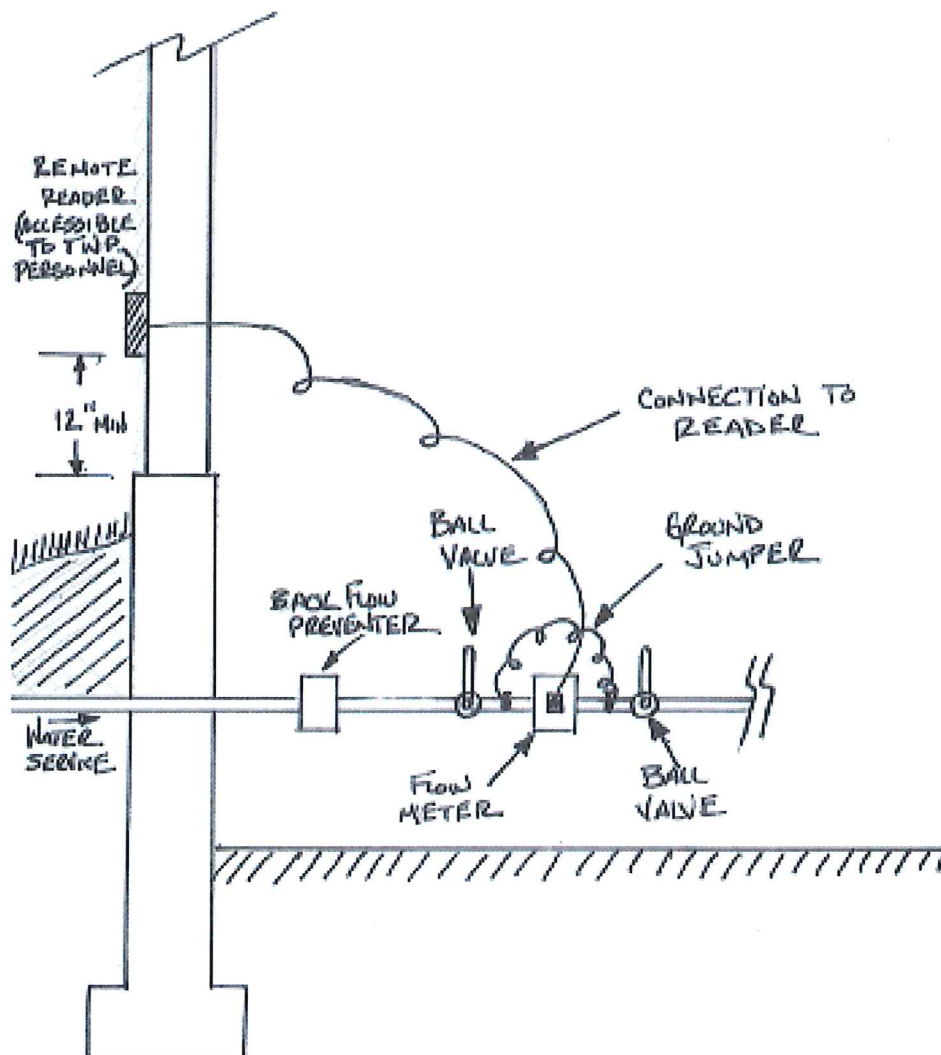 REMOTE
READER
(ACCESSIBLE
TO TWP.
PERSONNEL)
12" MIN
CONNECTION TO
READER
BALL
VALVE
GROUND
JUMPER
BACK FLOW
PREVENTER
WATER
SERVICE
FLOW
METER
BALL
VALVE